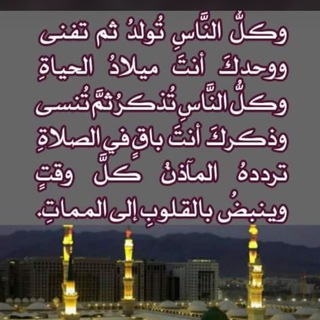 وكلُّ النَّاسِ تُولدُ ثم تفنى
ووحدكَ أنتَ ميلادُ الحياةِ
وكلُّ النَّاسِ تُذكرُ ثمَّ تُنسى
وذكركَ أنتَ باقٍ في الصلاةِ
ترددهُ المآذنُ كلَّ وقتٍ
وينبضُ بالقلوبِ إلى المماتِ.